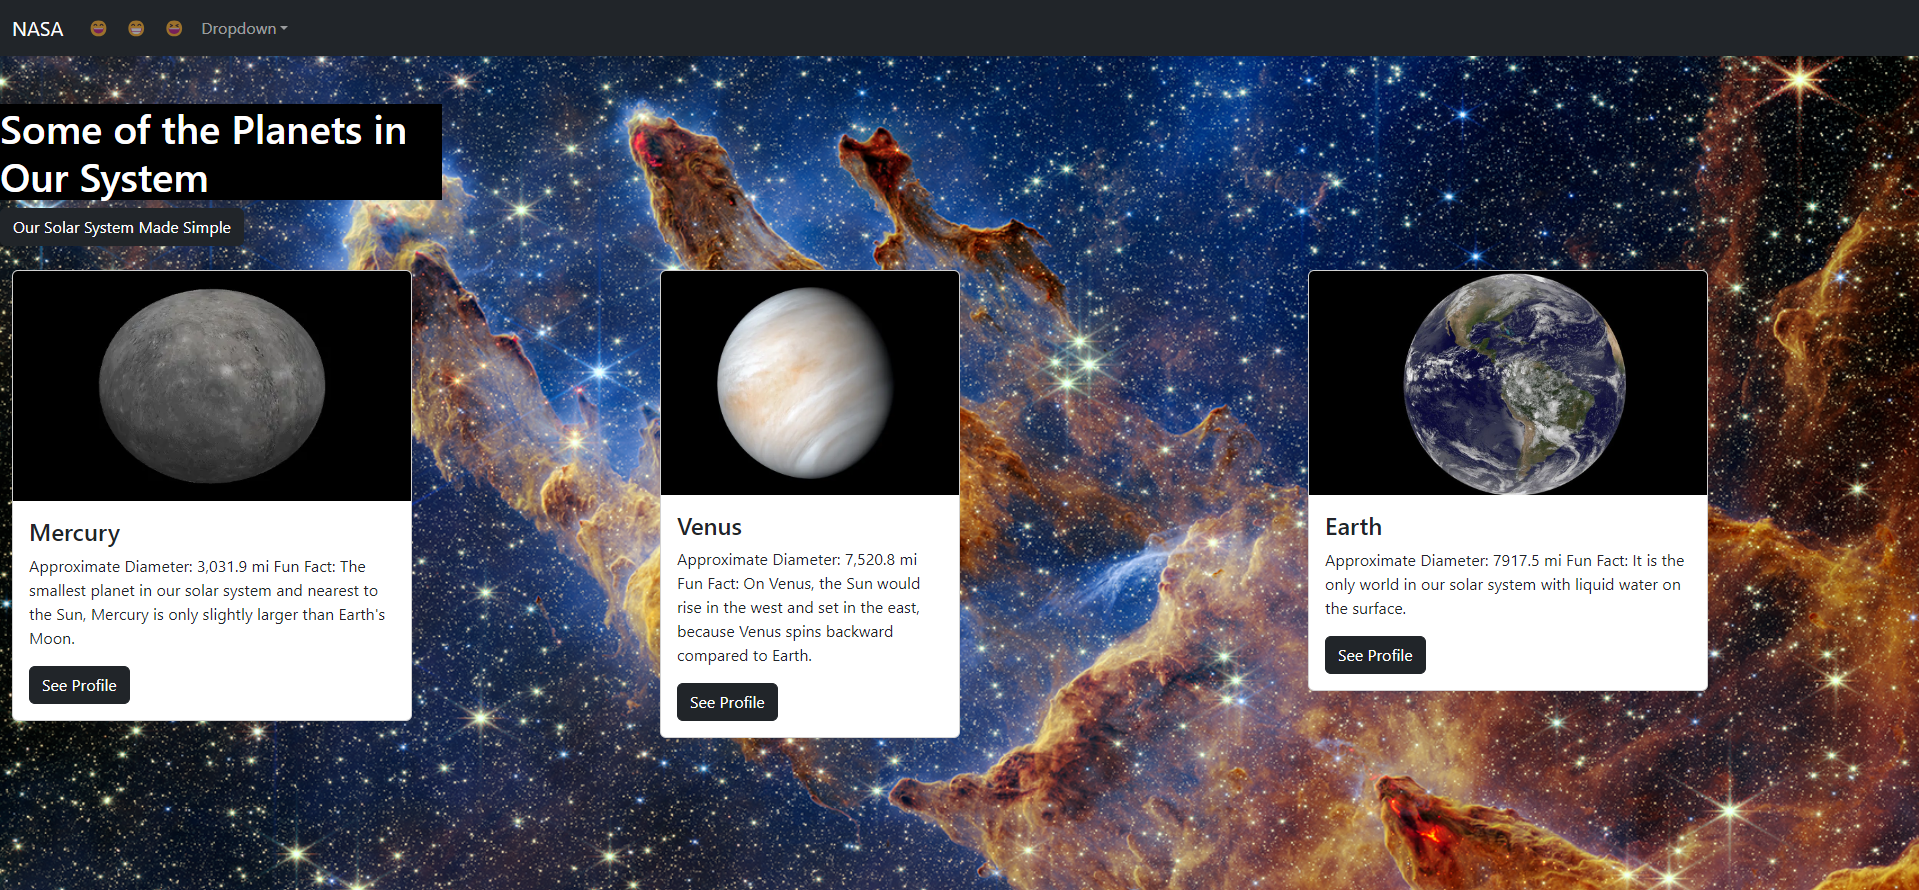 NASA 😄 😁 😆 Dropdown
Some of the Planets in
Our System
Our Solar System Made Simple
Mercury
Approximate Diameter: 3,031.9 mi Fun Fact: The
smallest planet in our solar system and nearest to
the Sun, Mercury is only slightly larger than Earth's
Moon.
See Profile
Venus
Approximate Diameter: 7,520.8 mi
Fun Fact: On Venus, the Sun would
rise in the west and set in the east,
because Venus spins backward
compared to Earth.
See Profile
Earth
Approximate Diameter: 7917.5 mi Fun Fact: It is the
only world in our solar system with liquid water on
the surface.
See Profile